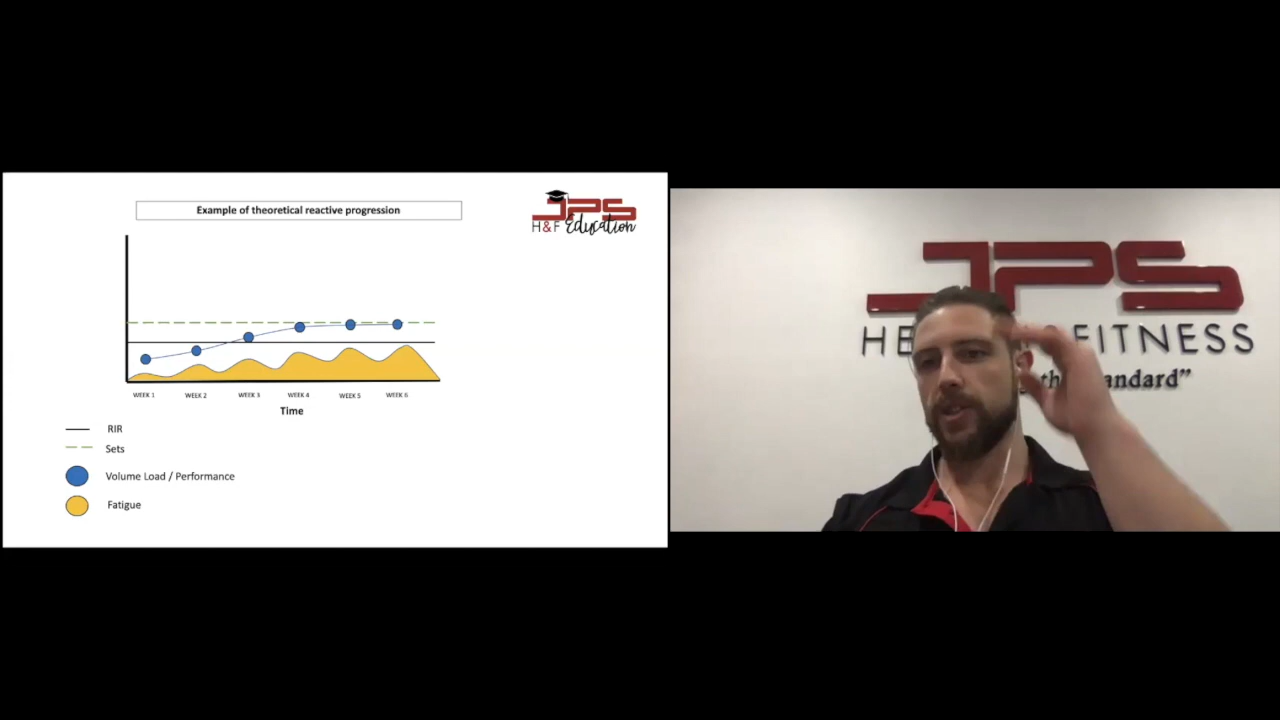 Example of theoretical reactive progression
JPS
H&F Education
WEEK 1 WEEK 2 WEEK 3 WEEK 4 WEEK 5 WEEK 6
Time
RIR
Sets
Volume Load / Performance
Fatigue
JPS
HE FITNESS
the andard”